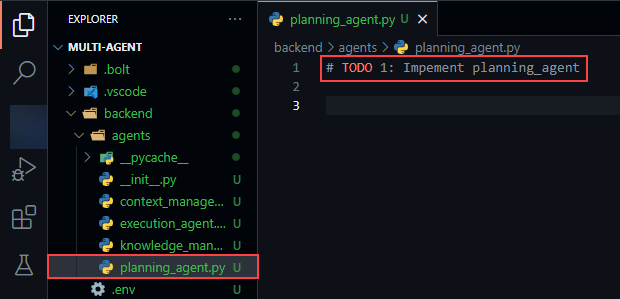 EXPLORER
MULTI-AGENT
.bolt
.vscode
backend
agents
__pycache__
__init__.py U
context_manage... U
execution_agent.... U
knowledge_man... U
planning_agent.py U
.env
planning_agent.py U
backend > agents > planning_agent.py
1 # TODO 1: Impement planning_agent
3